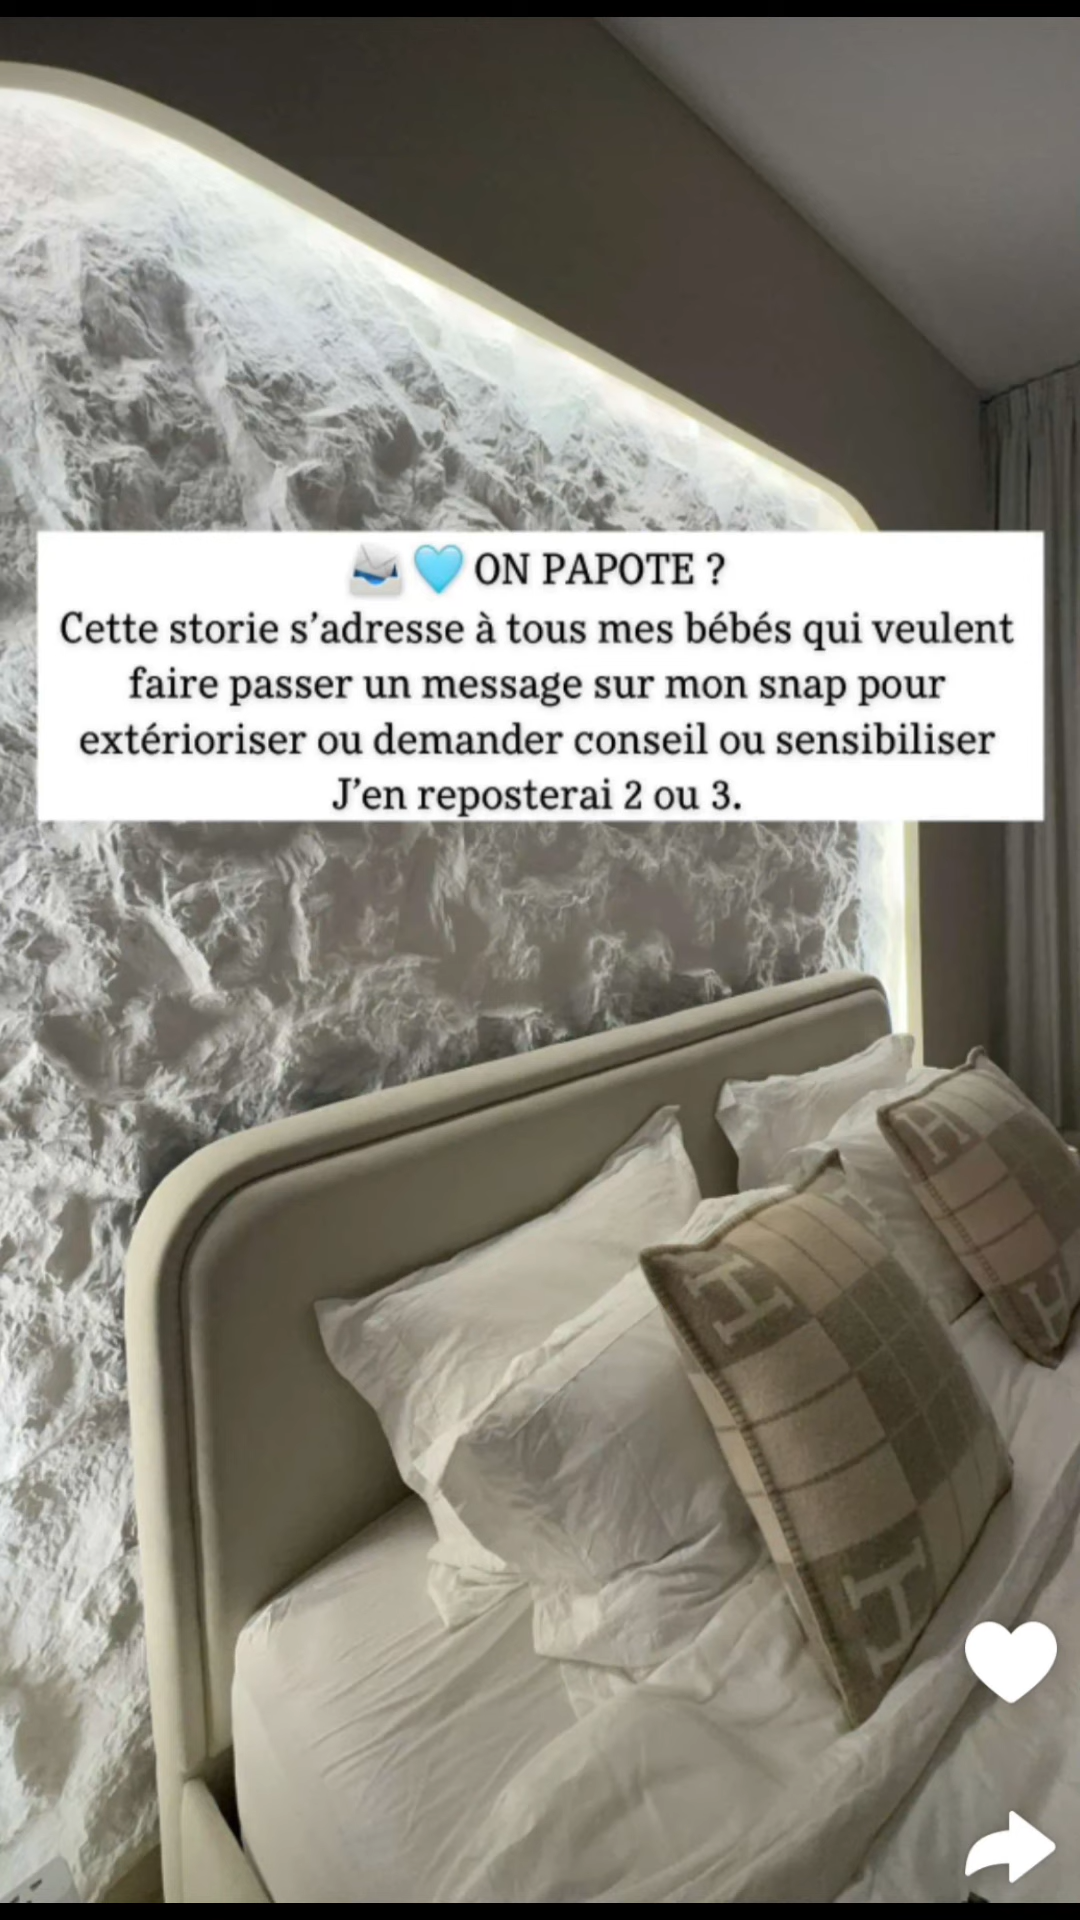 📨 🩵 ON PAPOTE ?
Cette storie s’adresse à tous mes bébés qui veulent
faire passer un message sur mon snap pour
extérioriser ou demander conseil ou sensibiliser
J’en reposterai 2 ou 3.
H
H
H
H